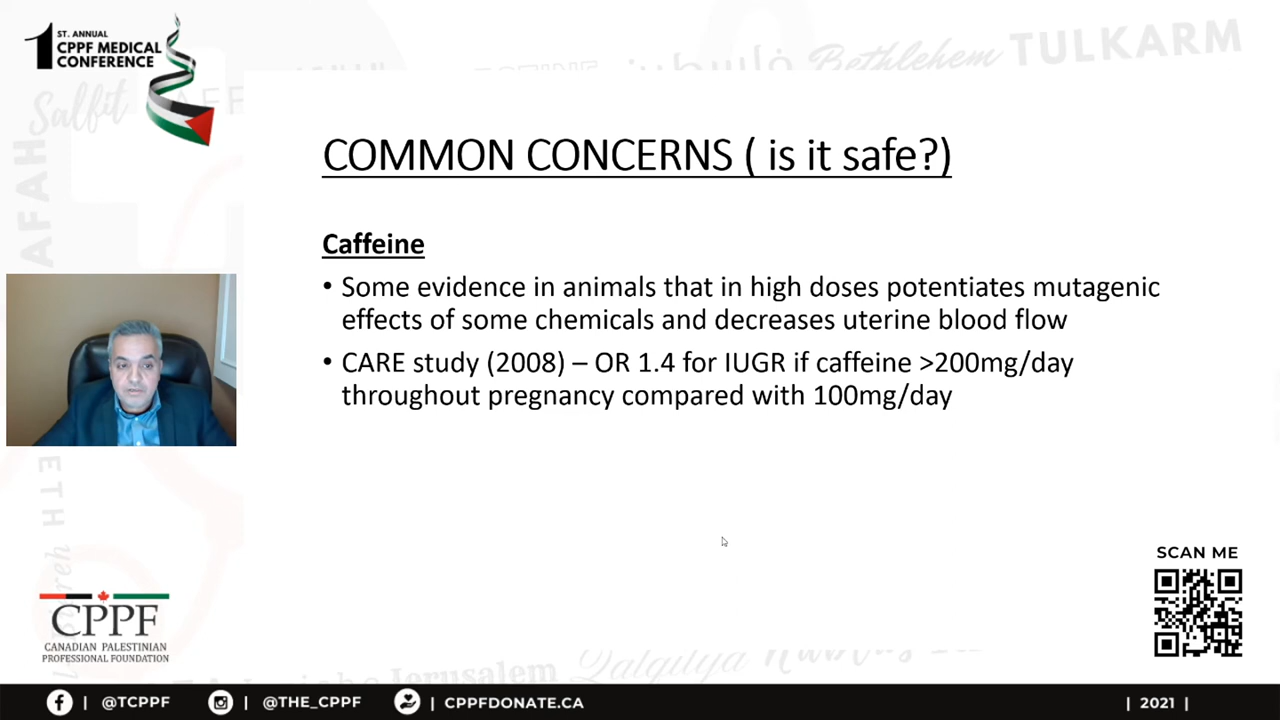 ST. ANNUAL
1 CPPF MEDICAL
CONFERENCE
Salfit
Bethlehem TULKARM
COMMON CONCERNS ( is it safe?)
Caffeine
• Some evidence in animals that in high doses potentiates mutagenic
effects of some chemicals and decreases uterine blood flow
• CARE study (2008) – OR 1.4 for IUGR if caffeine >200mg/day
throughout pregnancy compared with 100mg/day
SCAN ME
CPPF
CANADIAN PALESTINIAN
PROFESSIONAL FOUNDATION
Jerusalem Qalqilya
| @TCPPF
| @THE_CPPF
| CPPFDONATE.CA
| 2021 |